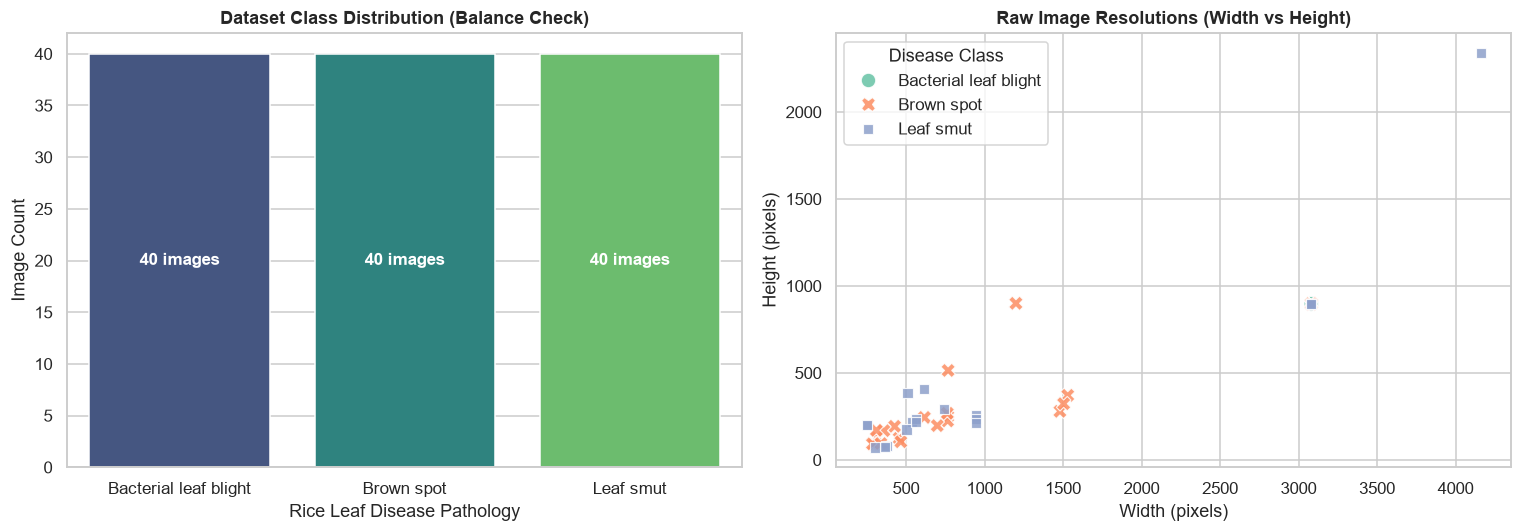 Dataset Class Distribution (Balance Check)
Image Count
40
35
30
25
20
15
10
5
0
40 images
40 images
40 images
Bacterial leaf blight
Brown spot
Leaf smut
Rice Leaf Disease Pathology
Raw Image Resolutions (Width vs Height)
Height (pixels)
2000
1500
1000
500
0
Disease Class
Bacterial leaf blight
Brown spot
Leaf smut
500
1000
1500
2000
2500
3000
3500
4000
Width (pixels)